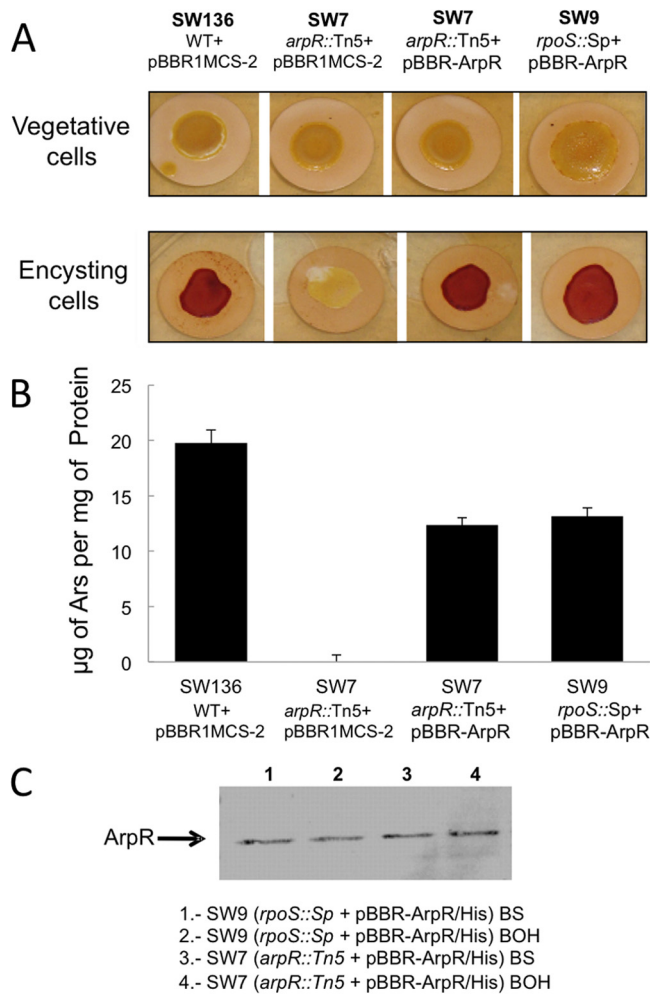 A
SW136 SW7 SW7 SW9
WT+ arpR::Tn5+ arpR::Tn5+ rpoS::Sp+
pBBR1MCS-2 pBBR1MCS-2 pBBR-ArpR pBBR-ArpR
Vegetative
cells
Encysting
cells
B
µg of Ars per mg of Protein
25
20
15
10
5
0
SW136 SW7 SW7 SW9
WT+ arpR::Tn5+ arpR::Tn5+ rpoS::Sp+
pBBR1MCS-2 pBBR1MCS-2 pBBR-ArpR pBBR-ArpR
C
1 2 3 4
ArpR
1.- SW9 (rpoS::Sp + pBBR-ArpR/His) BS
2.- SW9 (rpoS::Sp + pBBR-ArpR/His) BOH
3.- SW7 (arpR::Tn5 + pBBR-ArpR/His) BS
4.- SW7 (arpR::Tn5 + pBBR-ArpR/His) BOH